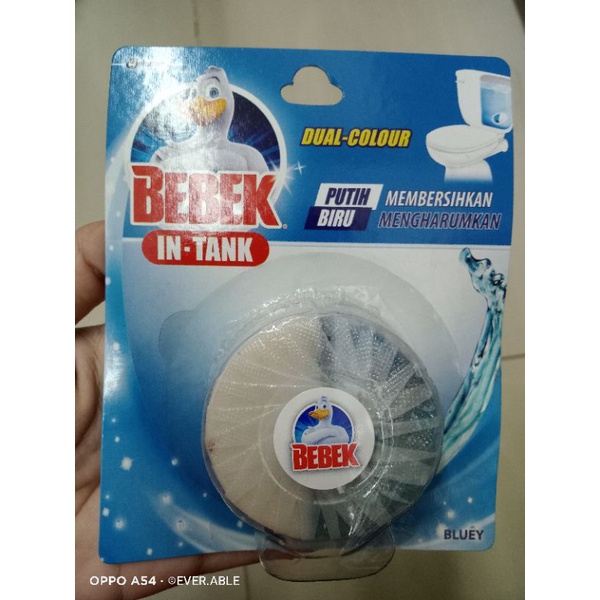 DUAL-COLOUR
BEBEK
IN-TANK
PUTIH MEMBERSIHKAN
BIRU MENGHARUMKAN
BEBEK
BLUEY
OPPO A54 · ©EVER.ABLE